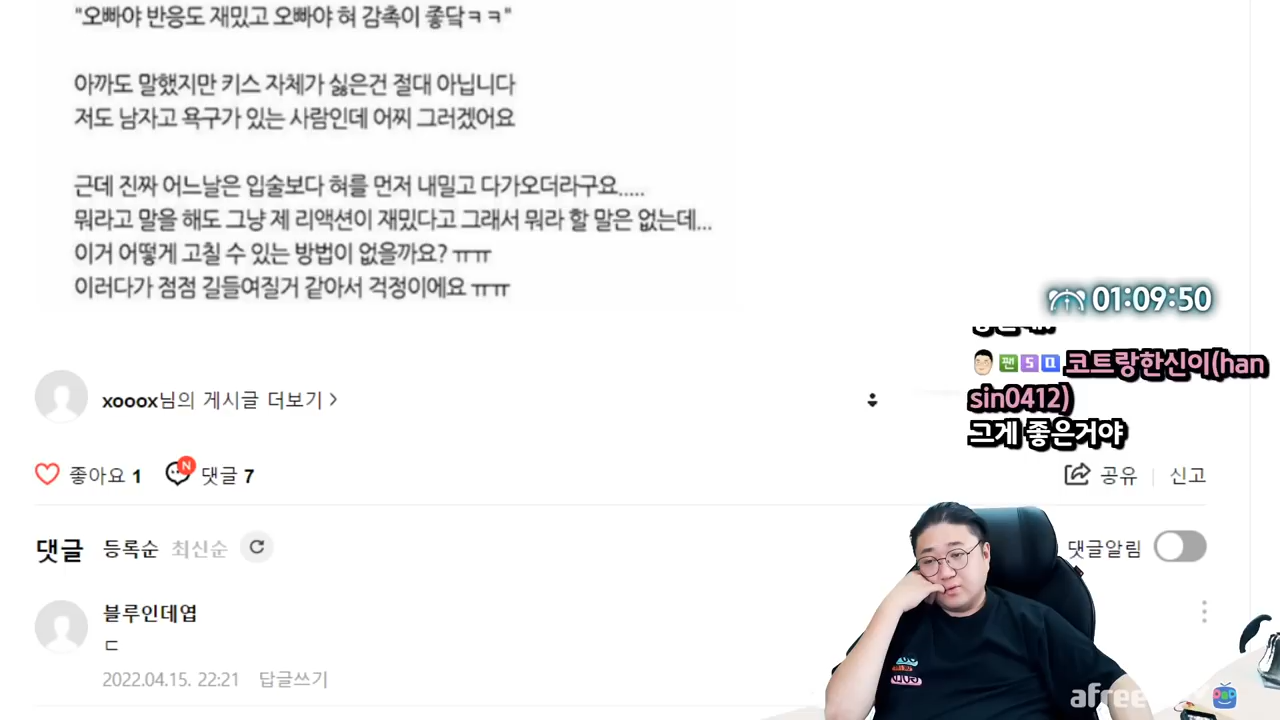 "오빠야 반응도 재밌고 오빠야 혀 감촉이 좋닼ㅋㅋ"
아까도 말했지만 키스 자체가 싫은건 절대 아닙니다
저도 남자고 욕구가 있는 사람인데 어찌 그러겠어요
근데 진짜 어느날은 입술보다 혀를 먼저 내밀고 다가오더라구요.....
뭐라고 말을 해도 그냥 제 리액션이 재밌다고 그래서 뭐라 할 말은 없는데...
이거 어떻게 고칠 수 있는 방법이 없을까요? ㅠㅠ
이러다가 점점 길들여질거 같아서 걱정이에요 ㅠㅠ
01:09:50
xooox님의 게시글 더보기
코트랑한신이(han
sin0412)
그게 좋은거야
좋아요 1 N 댓글 7
공유 신고
댓글 등록순 최신순
댓글알림
블루인데엽
ㄷ
2022.04.15. 22:21 답글쓰기